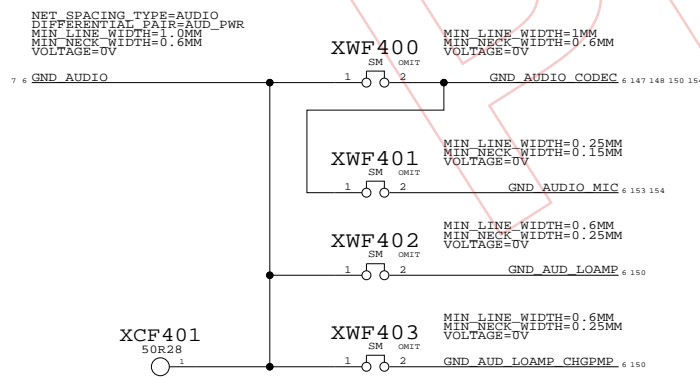 NET_SPACING_TYPE=AUDIO
DIFFERENTIAL_PAIR=AUD_PWR
MIN_LINE_WIDTH=1.0MM
MIN_NECK_WIDTH=0.6MM
VOLTAGE=0V
7 6 GND_AUDIO
XWF400
SM OMIT
1 2
MIN_LINE_WIDTH=1MM
MIN_NECK_WIDTH=0.6MM
GND_AUDIO_CODEC 6 147 148 150 154
XWF401
SM OMIT
1 2
MIN_LINE_WIDTH=0.25MM
MIN_NECK_WIDTH=0.15MM
VOLTAGE=0V
GND_AUDIO_MIC 6 153 154
XWF402
SM OMIT
1 2
MIN_LINE_WIDTH=0.6MM
MIN_NECK_WIDTH=0.25MM
VOLTAGE=0V
GND_AUD_LOAMP 6 150
XCF401
50R28
1
XWF403
SM OMIT
1 2
MIN_LINE_WIDTH=0.6MM
MIN_NECK_WIDTH=0.25MM
VOLTAGE=0V
GND_AUD_LOAMP_CHGPMP 6 150